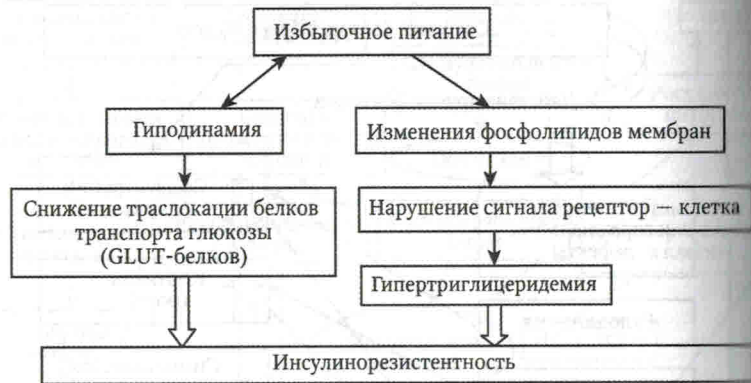 Избыточное питание
Гиподинамия
Изменения фосфолипидов мембран
Снижение траслокации белков
транспорта глюкозы
(GLUT-белков)
Нарушение сигнала рецептор — клетка
Гипертриглицеридемия
Инсулинорезистентность